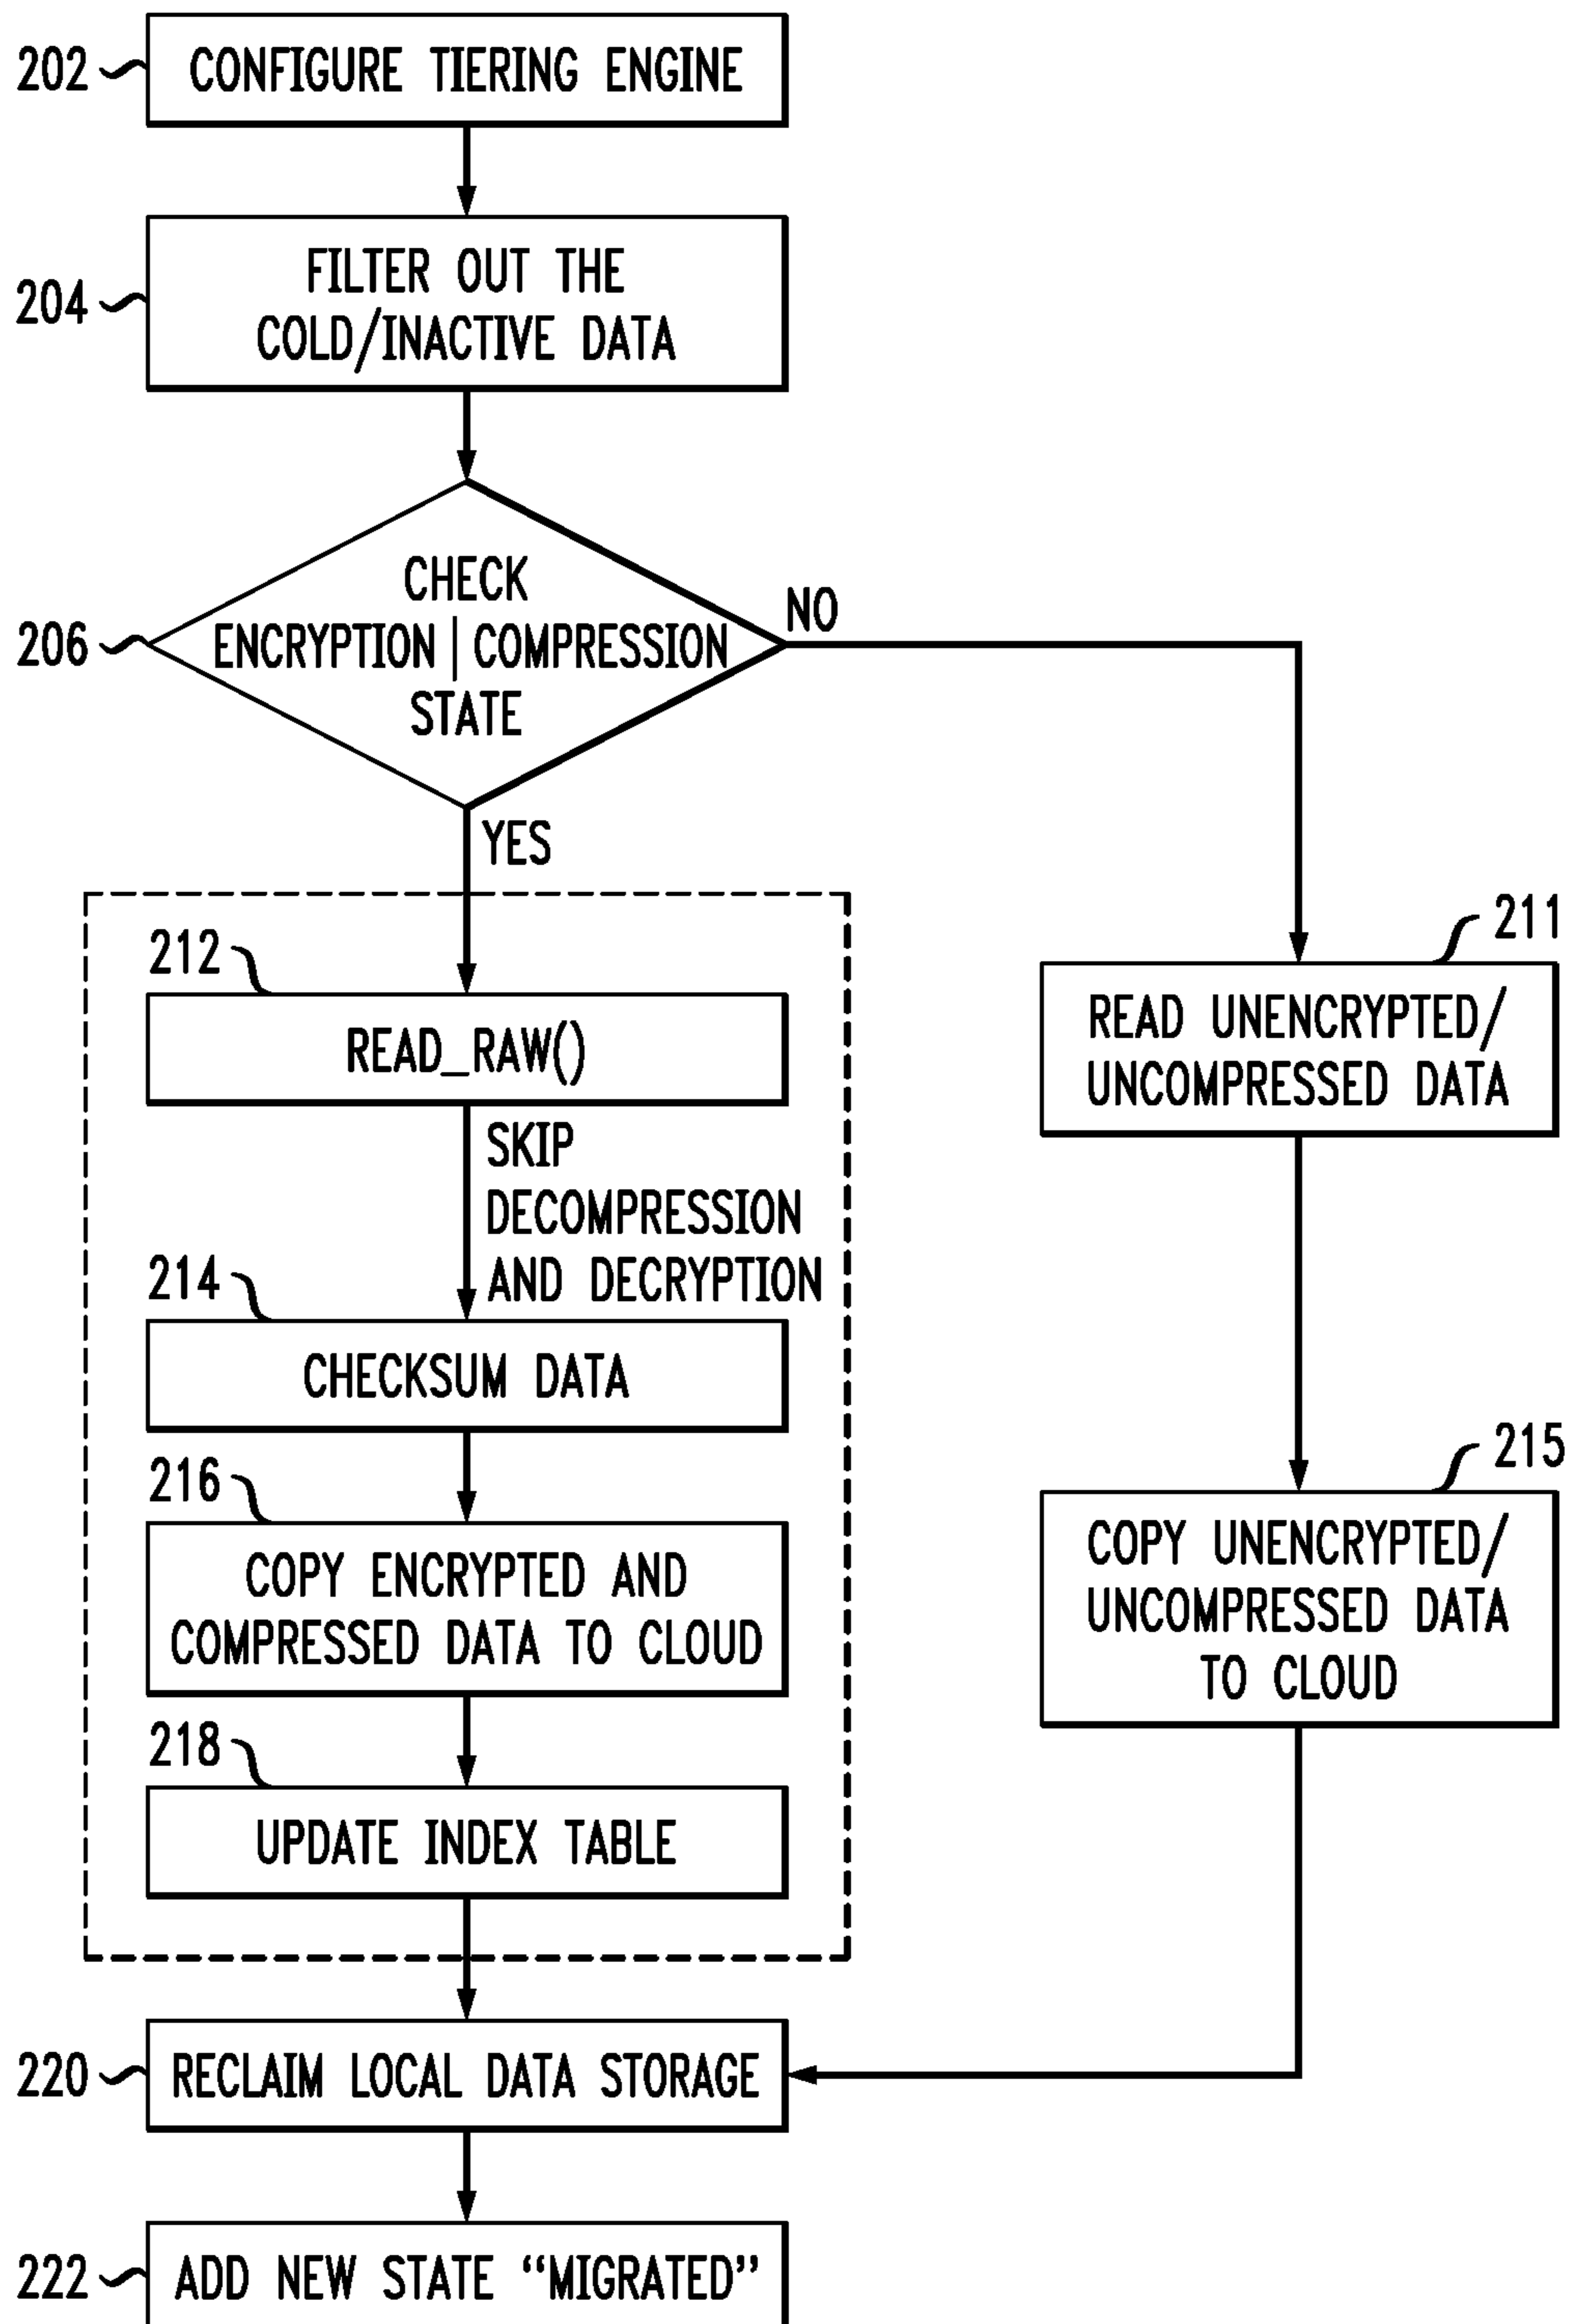 202
CONFIGURE TIERING ENGINE
204
FILTER OUT THE
COLD/INACTIVE DATA
206
CHECK
ENCRYPTION | COMPRESSION
STATE
NO
YES
212
READ_RAW()
SKIP
DECOMPRESSION
AND DECRYPTION
214
CHECKSUM DATA
216
COPY ENCRYPTED AND
COMPRESSED DATA TO CLOUD
218
UPDATE INDEX TABLE
211
READ UNENCRYPTED/
UNCOMPRESSED DATA
215
COPY UNENCRYPTED/
UNCOMPRESSED DATA
TO CLOUD
220
RECLAIM LOCAL DATA STORAGE
222
ADD NEW STATE “MIGRATED”